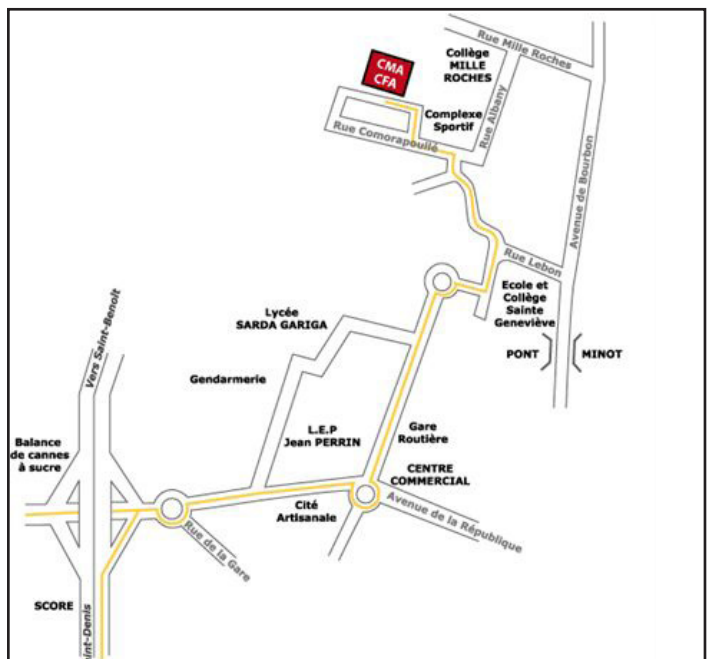 Rue Mille Roches
Collège
MILLE
ROCHES
CMA
CFA
Complexe
Sportif
Rue Albany
Rue Comorapoullé
Avenue de Bourbon
Rue Lebon
Ecole et
Collège
Sainte
Geneviève
PONT
MINOT
Lycée
SARDA GARIGA
Vers Saint-Benoît
Gendarmerie
L.E.P
Jean PERRIN
Gare
Routière
Balance
de cannes
à sucre
CENTRE
COMMERCIAL
Cité
Artisanale
Avenue de la République
Rue de la Gare
SCORE
int-Denis